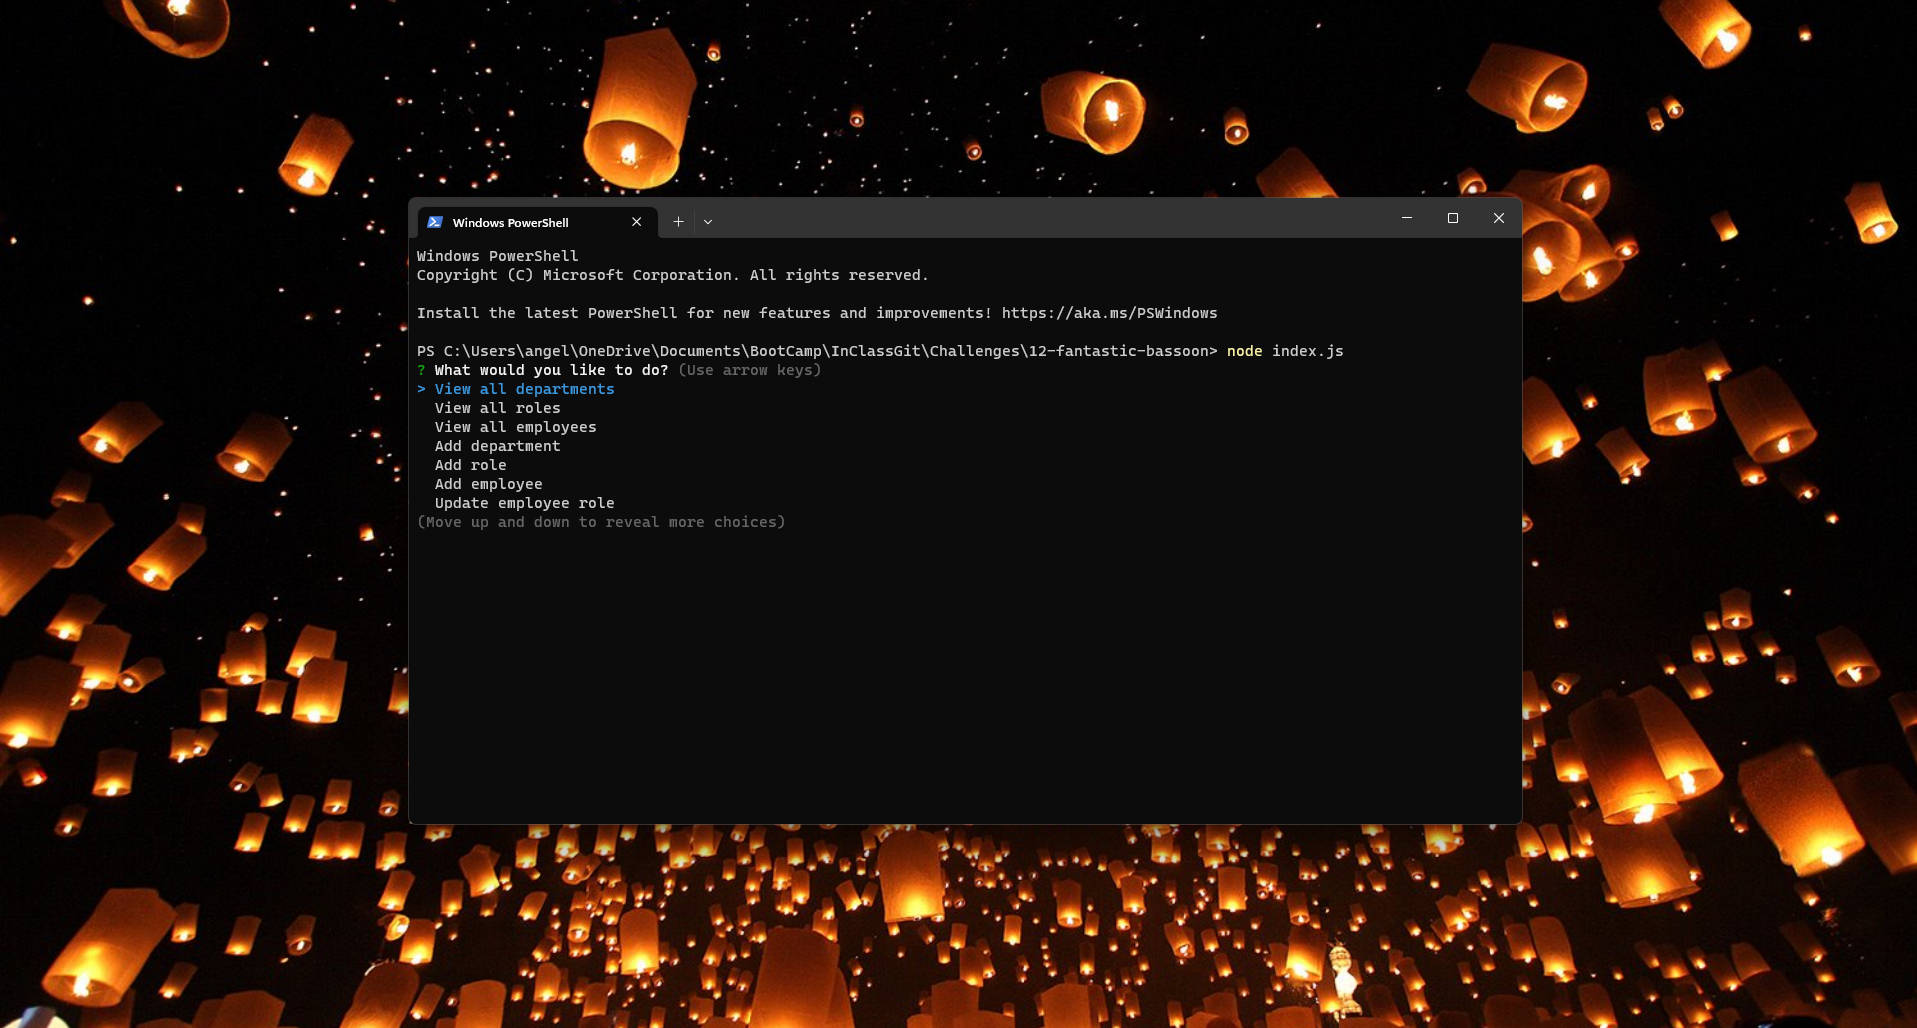 Windows PowerShell
Windows PowerShell
Copyright (C) Microsoft Corporation. All rights reserved.
Install the latest PowerShell for new features and improvements! https://aka.ms/PSWindows
PS C:\Users\angel\OneDrive\Documents\BootCamp\InClassGit\Challenges\12-fantastic-bassoon> node index.js
? What would you like to do? (Use arrow keys)
> View all departments
View all roles
View all employees
Add department
Add role
Add employee
Update employee role
(Move up and down to reveal more choices)